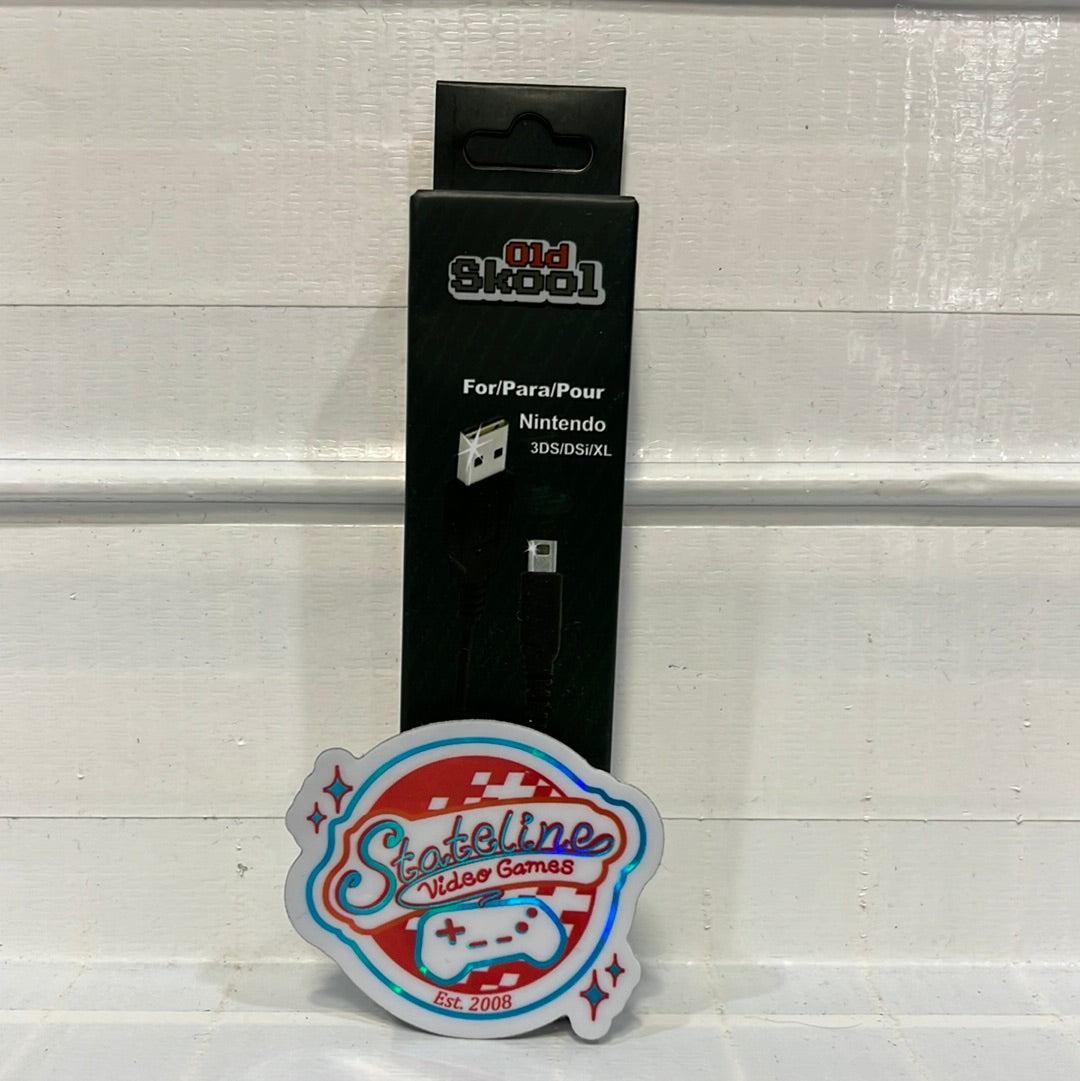 Old
Skool
For/Para/Pour
Nintendo
3DS/DSi/XL
Stateline
Video Games
Est. 2008